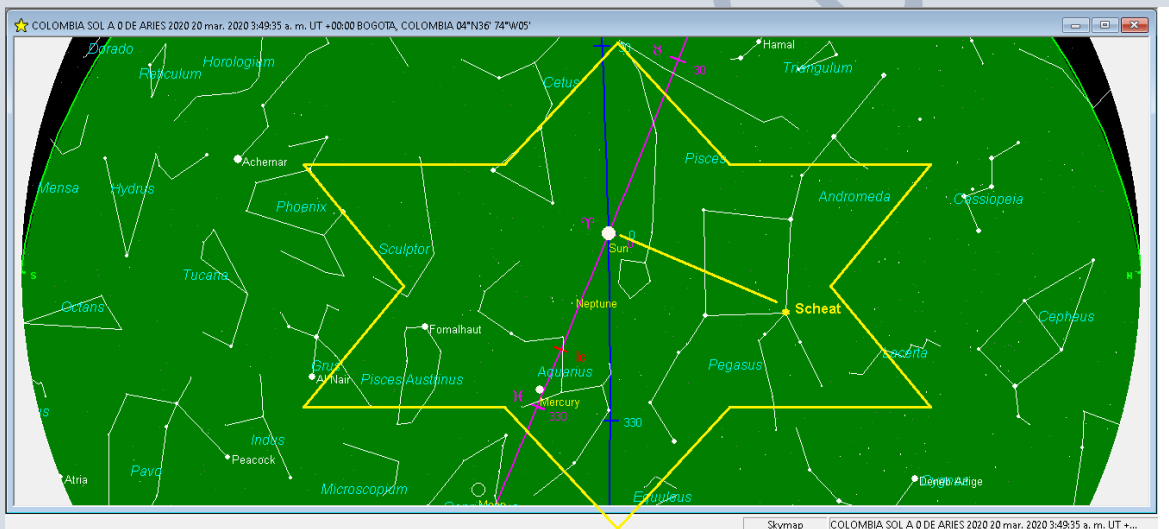 COLOMBIA SOL A 0 DE ARIES 2020 20 mar. 2020 3:49:35 a. m. UT +00:00 BOGOTA, COLOMBIA 04°N36' 74°W05'
Dorado
Horologium
Reticulum
Cetus
30
30
Hamal
Triangulum
Achernar
Pisces
Mensa
Hydrus
Phoenix
Andromeda
Cassiopeia
Sculptor
0
Sun
Tucana
S
Octans
Neptune
Scheat
Cepheus
Fomalhaut
Ic
Lacerta
Grus
Al Nair
Pisces Austrinus
Aquarius
Pegasus
Mercury
330
330
Indus
Peacock
Pavo
Atria
Microscopium
Equuleus
Skymap
COLOMBIA SOL A 0 DE ARIES 2020 20 mar. 2020 3:49:35 a. m. UT +...